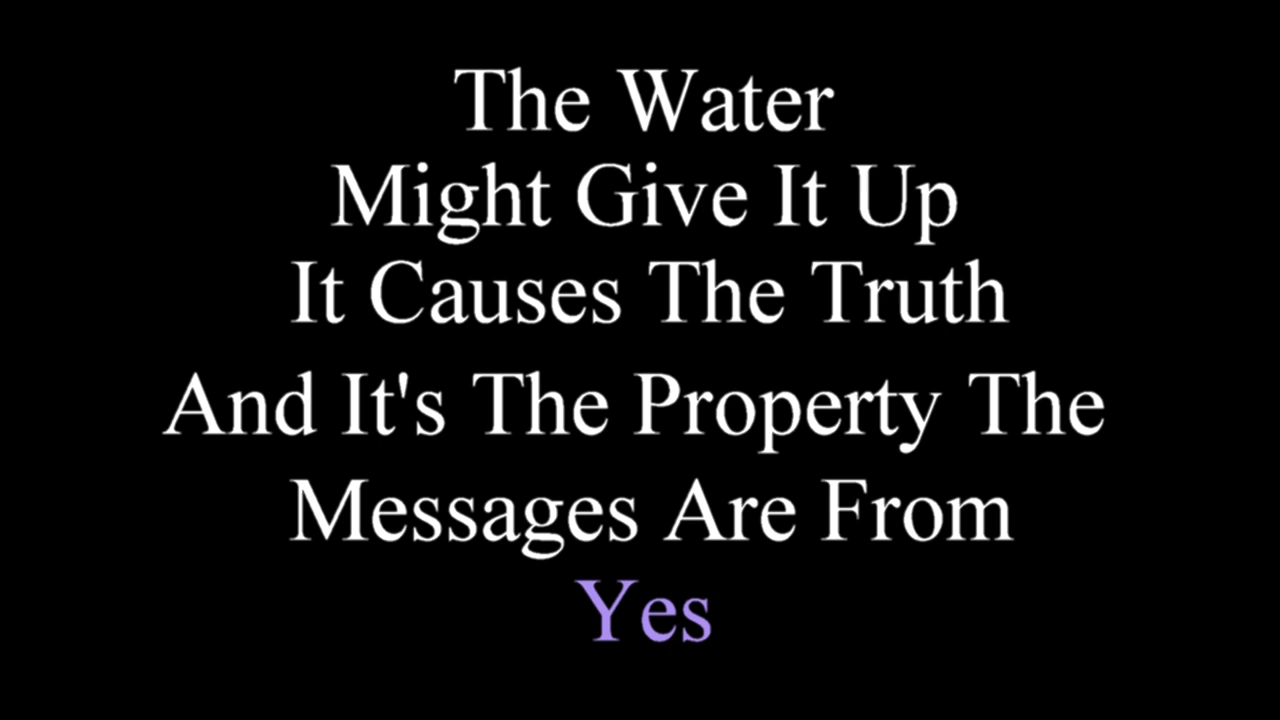 The Water
Might Give It Up
It Causes The Truth
And It's The Property The
Messages Are From
Yes